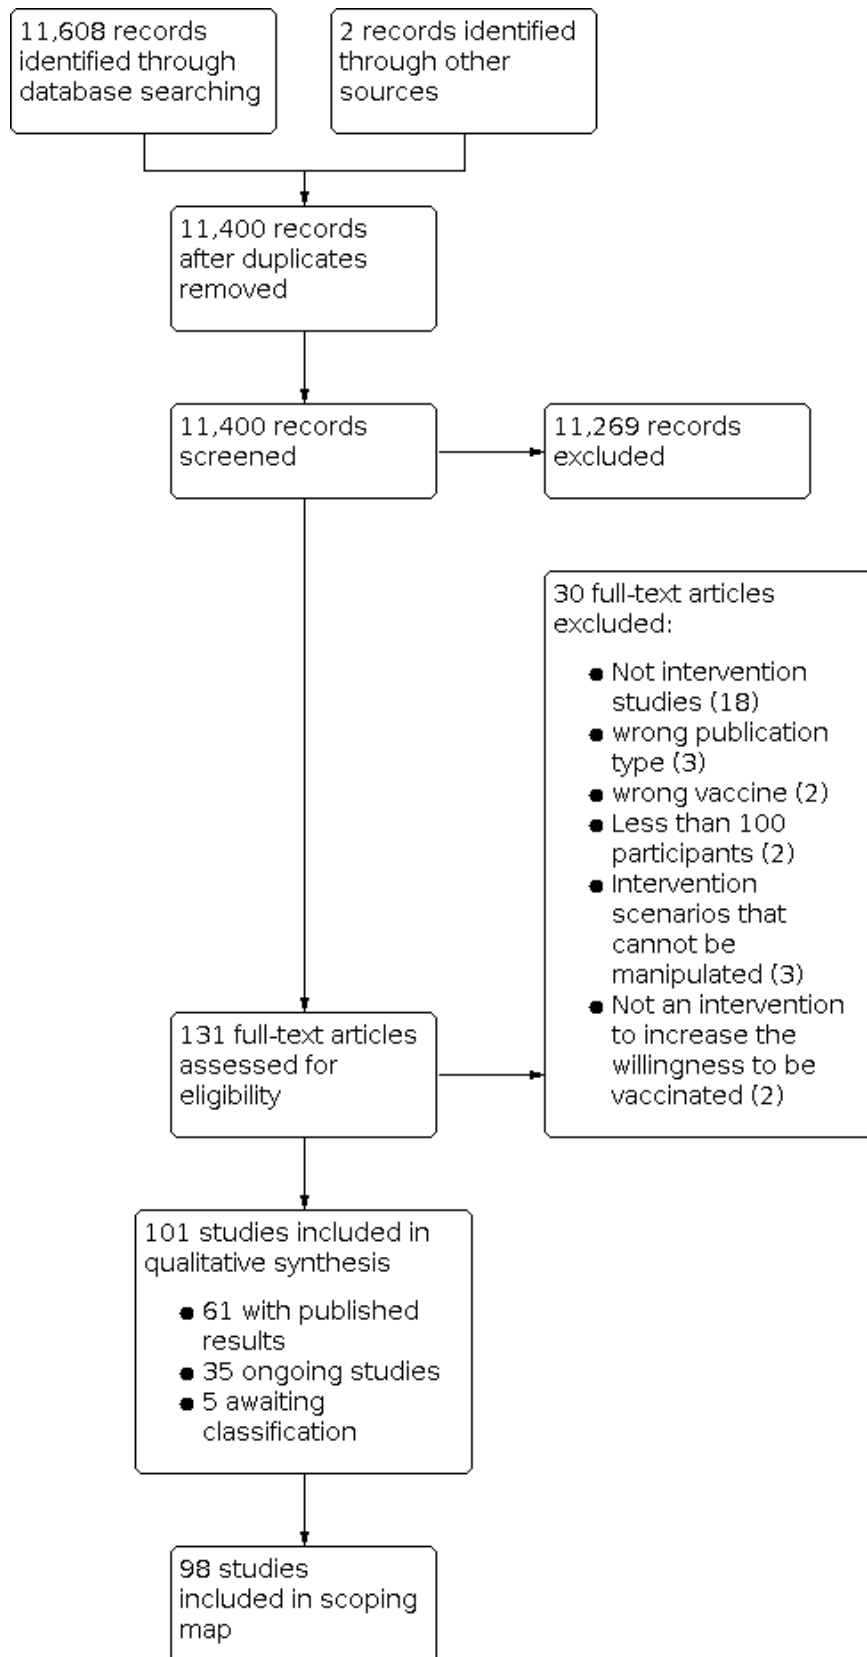 11,608 records
identified through
database searching
2 records identified
through other
sources
11,400 records
after duplicates
removed
11,400 records
screened
11,269 records
excluded
30 full-text articles
excluded:
● Not intervention
studies (18)
● wrong publication
type (3)
● wrong vaccine (2)
● Less than 100
participants (2)
● Intervention
scenarios that
cannot be
manipulated (3)
● Not an intervention
to increase the
willingness to be
vaccinated (2)
131 full-text articles
assessed for
eligibility
101 studies included in
qualitative synthesis
● 61 with published
results
● 35 ongoing studies
● 5 awaiting
classification
98 studies
included in scoping
map